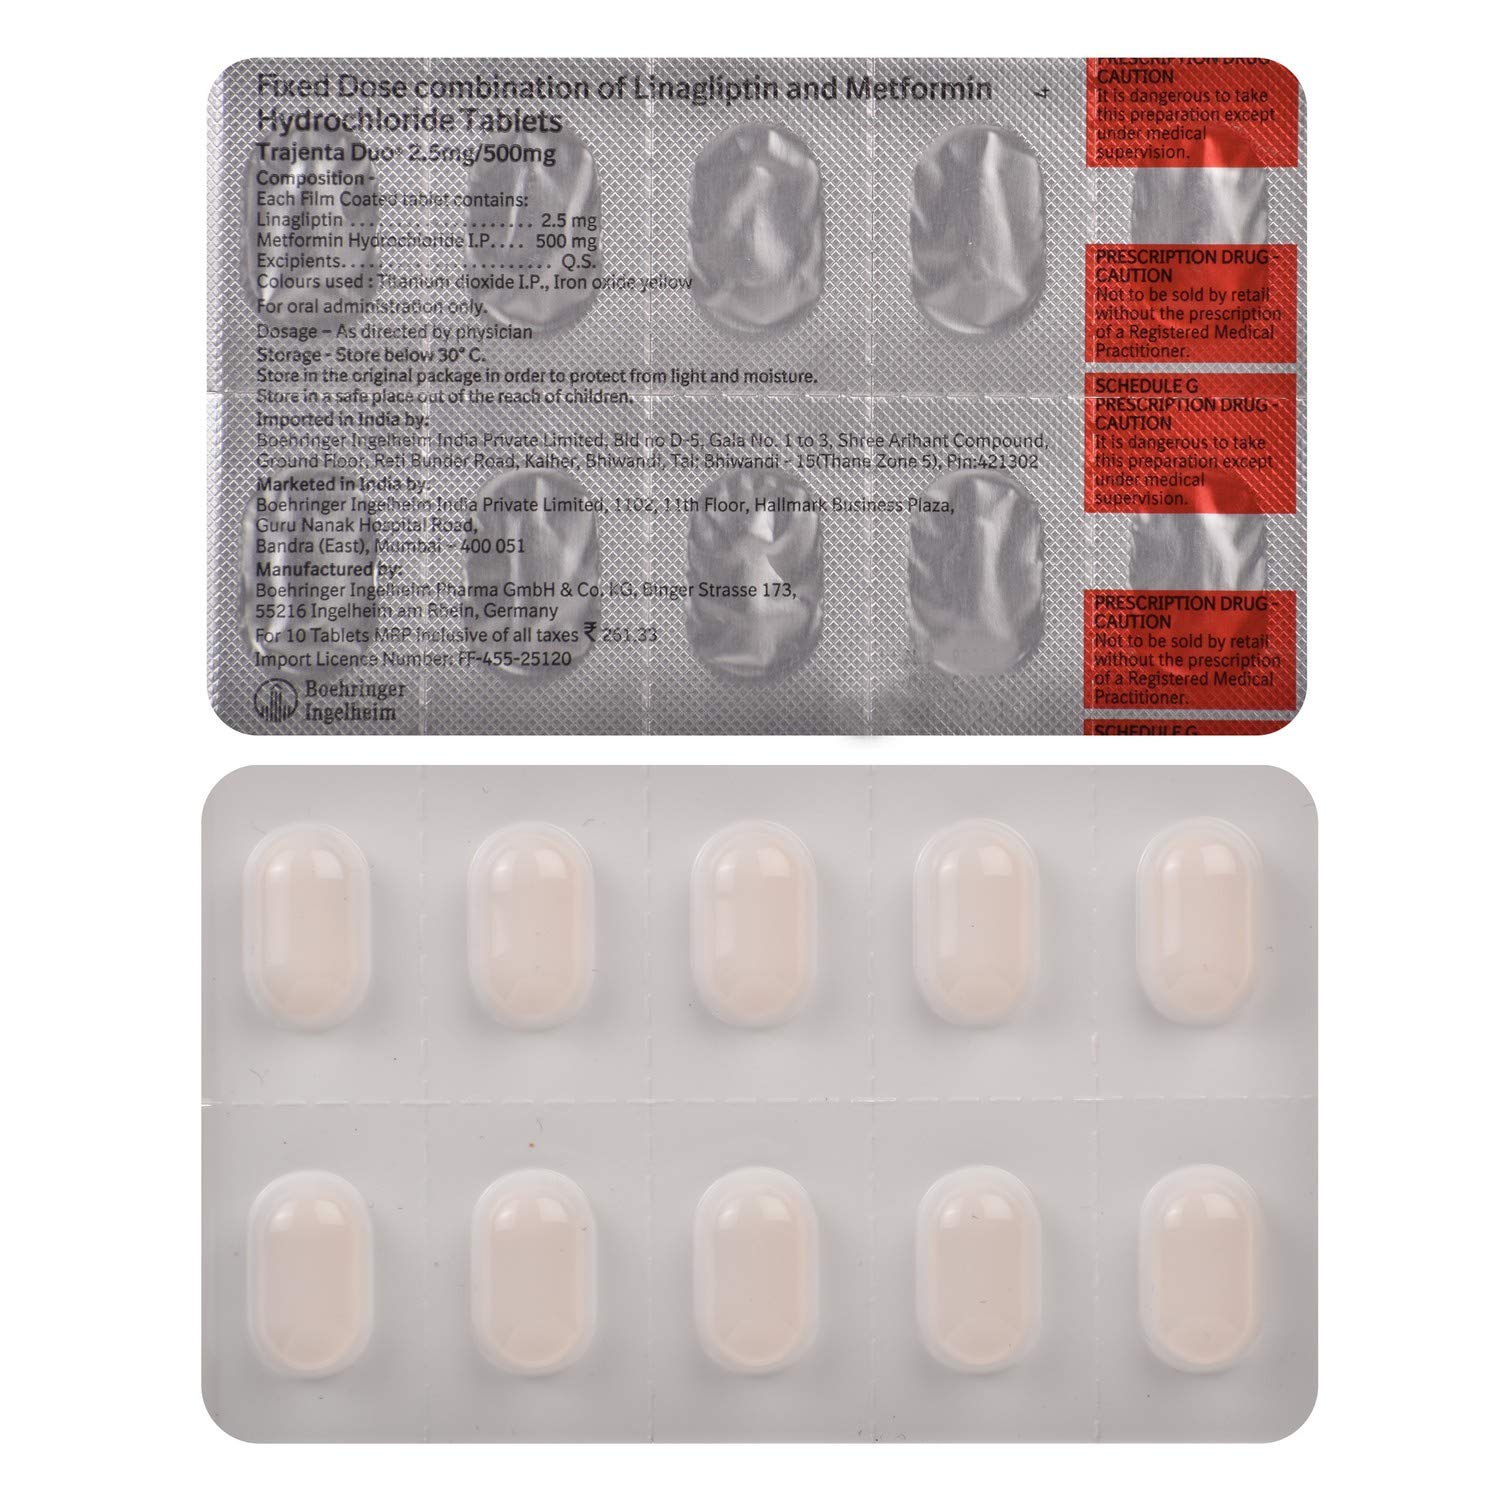 Fixed Dose combination of Linagliptin and Metformin
Hydrochloride Tablets
Trajenta Duo® 2.5mg/500mg
Composition -
Each Film Coated tablet contains:
Linagliptin ................... 2.5 mg
Metformin Hydrochloride I.P.... 500 mg
Excipients....................... Q.S.
Colours used : Titanium dioxide I.P., Iron oxide yellow
For oral administration only.
Dosage – As directed by physician
Storage - Store below 30° C.
Store in the original package in order to protect from light and moisture.
Store in a safe place out of the reach of children.
Imported in India by:
Boehringer Ingelheim India Private Limited, Bld no D-5, Gala No. 1 to 3, Shree Arihant Compound,
Ground Floor, Reti Bunder Road, Kalher, Bhiwandi, Tal: Bhiwandi - 15(Thane Zone 5), Pin:421302
Marketed in India by:
Boehringer Ingelheim India Private Limited, 1102, 11th Floor, Hallmark Business Plaza,
Guru Nanak Hospital Road,
Bandra (East), Mumbai – 400 051
Manufactured by:
Boehringer Ingelheim Pharma GmbH & Co. KG, Binger Strasse 173,
55216 Ingelheim am Rhein, Germany
For 10 Tablets MRP inclusive of all taxes ₹ 261.33
Import Licence Number: FF-455-25120
Boehringer
Ingelheim
4
PRESCRIPTION DRUG -
CAUTION
It is dangerous to take
this preparation except
under medical
supervision.
PRESCRIPTION DRUG -
CAUTION
Not to be sold by retail
without the prescription
of a Registered Medical
Practitioner.
SCHEDULE G
PRESCRIPTION DRUG -
CAUTION
It is dangerous to take
this preparation except
under medical
supervision.
PRESCRIPTION DRUG -
CAUTION
Not to be sold by retail
without the prescription
of a Registered Medical
Practitioner.
SCHEDULE G